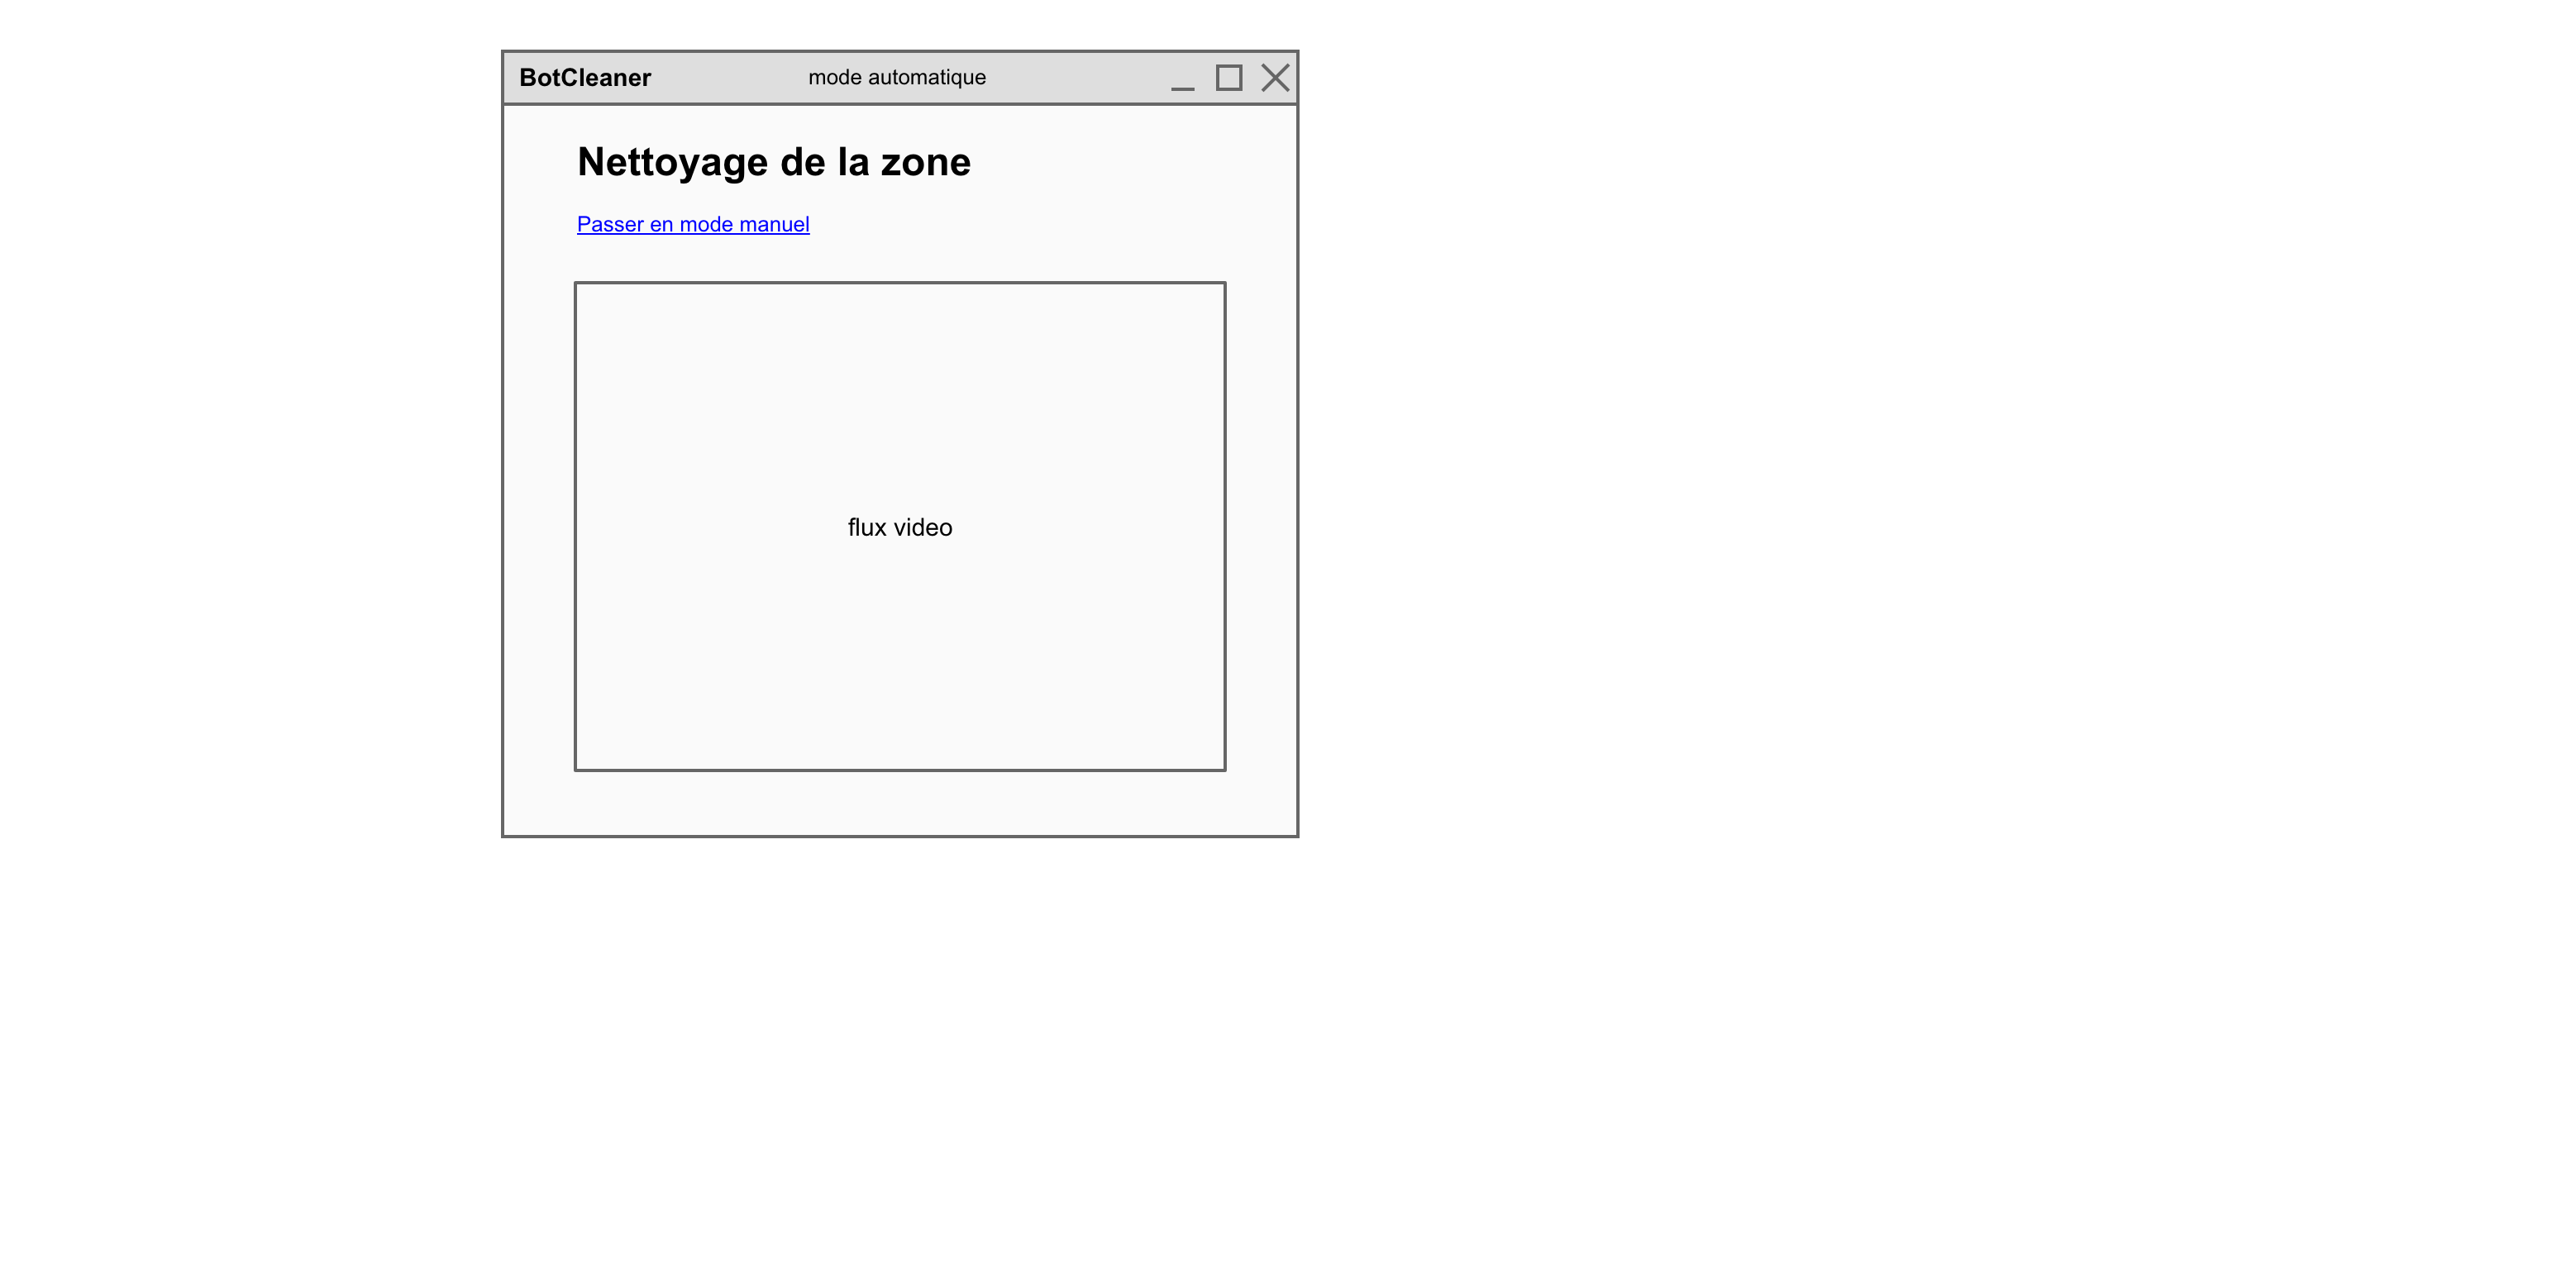 BotCleaner
mode automatique
Nettoyage de la zone
Passer en mode manuel
flux video